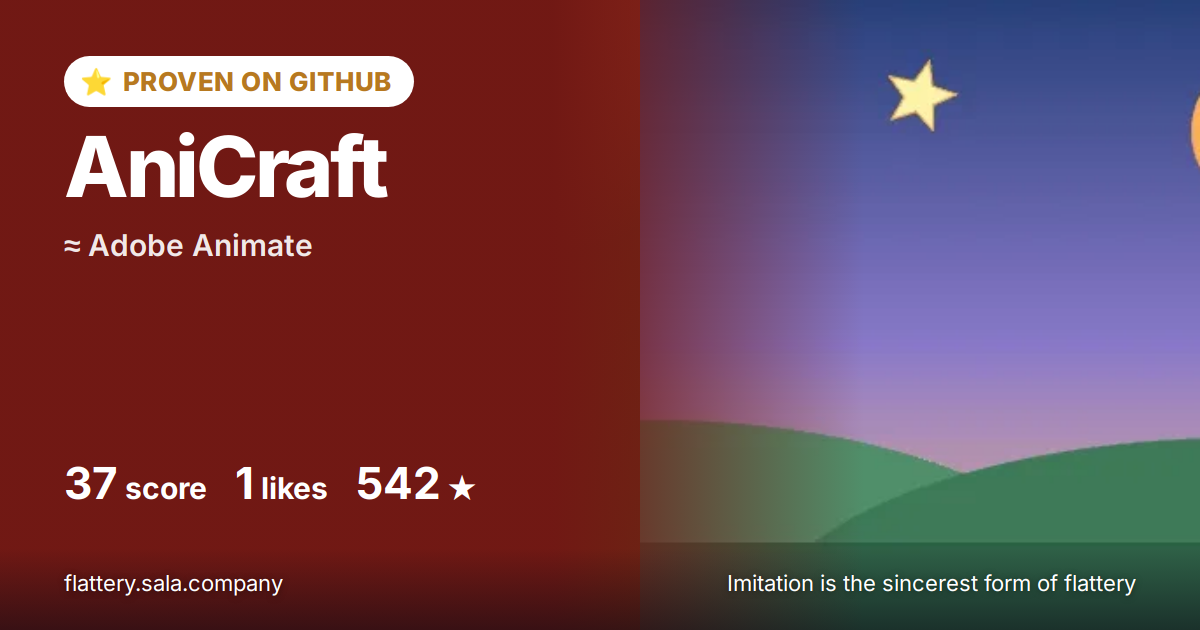 ⭐ PROVEN ON GITHUB
AniCraft
≈ Adobe Animate
37 score 1 likes 542 ★
flattery.sala.company
Imitation is the sincerest form of flattery